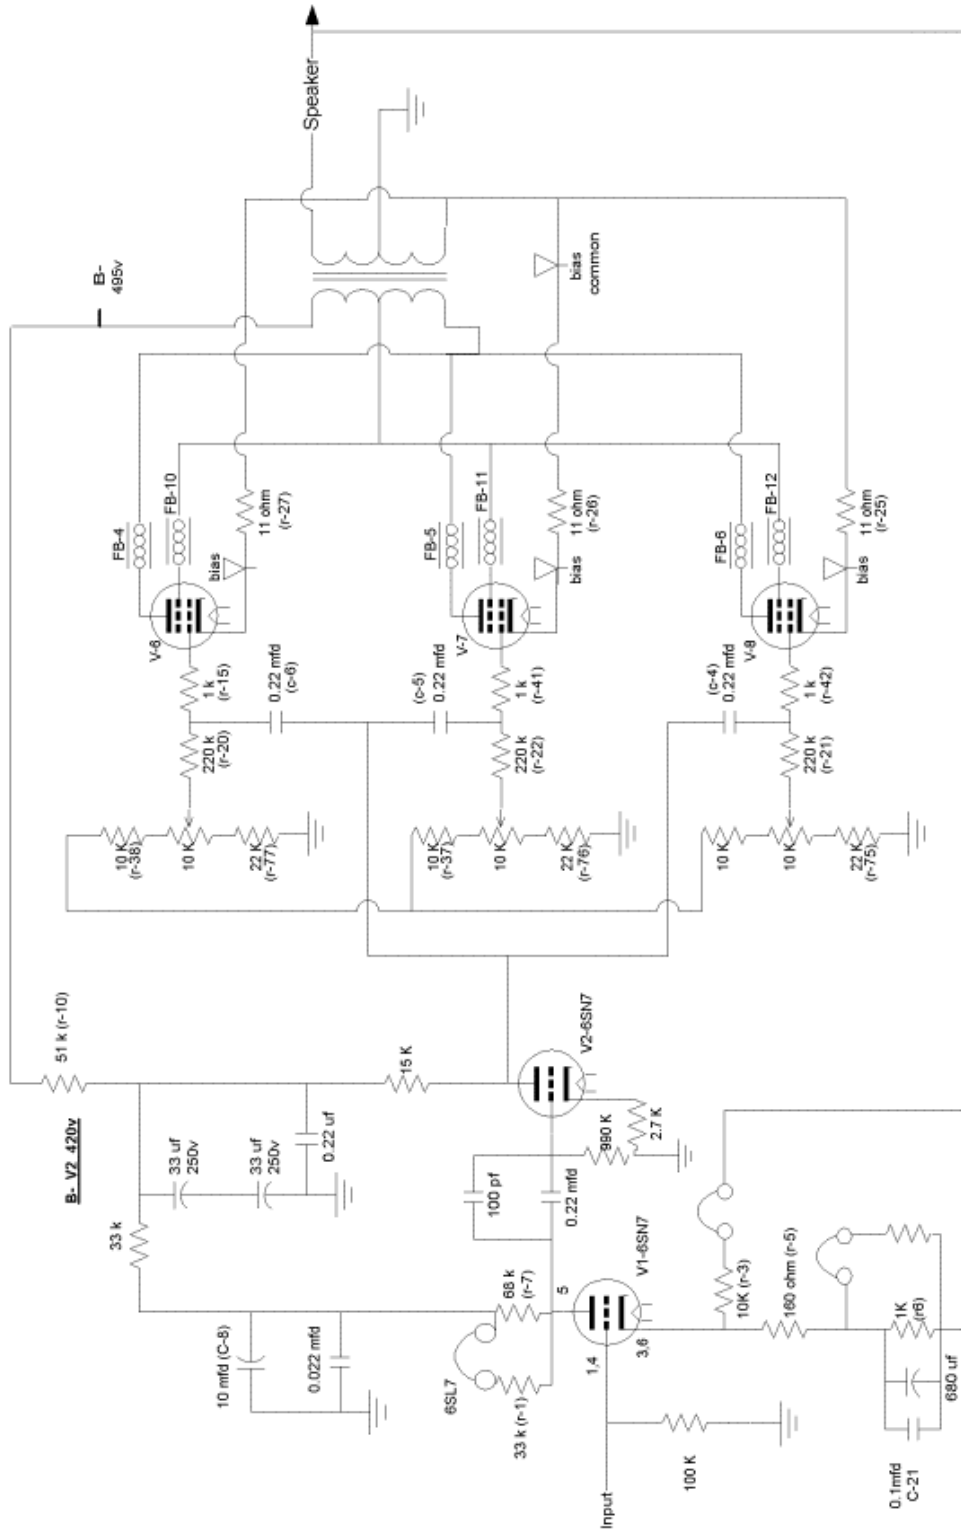 B- V2 420v
51 k (r-10)
B-
495v
33 k
33 uf
250v
33 uf
250v
0.22 uf
15 K
10 mfd (C-8)
0.022 mfd
6SL7
33 k (r-1)
68 k
(r-7)
5
100 pf
0.22 mfd
990 K
2.7 K
V2-6SN7
Input
100 K
1,4
3,6
V1-6SN7
10K (r-3)
160 ohm (r-5)
1K
(r6)
680 uf
0.1mfd
C-21
10 K
(r-38)
10 K
22 K
(r-77)
220 k
(r-20)
1 k
(r-15)
0.22 mfd
(c-6)
V-6
FB-4
FB-10
bias
11 ohm
(r-27)
10 K
(r-37)
10 K
22 K
(r-76)
220 k
(r-22)
1 k
(r-41)
(c-5)
0.22 mfd
V-7
FB-5
FB-11
bias
11 ohm
(r-26)
10 K
10 K
22 K
(r-75)
220 k
(r-21)
1 k
(r-42)
(c-4)
0.22 mfd
V-8
FB-6
FB-12
bias
11 ohm
(r-25)
bias
common
Speaker